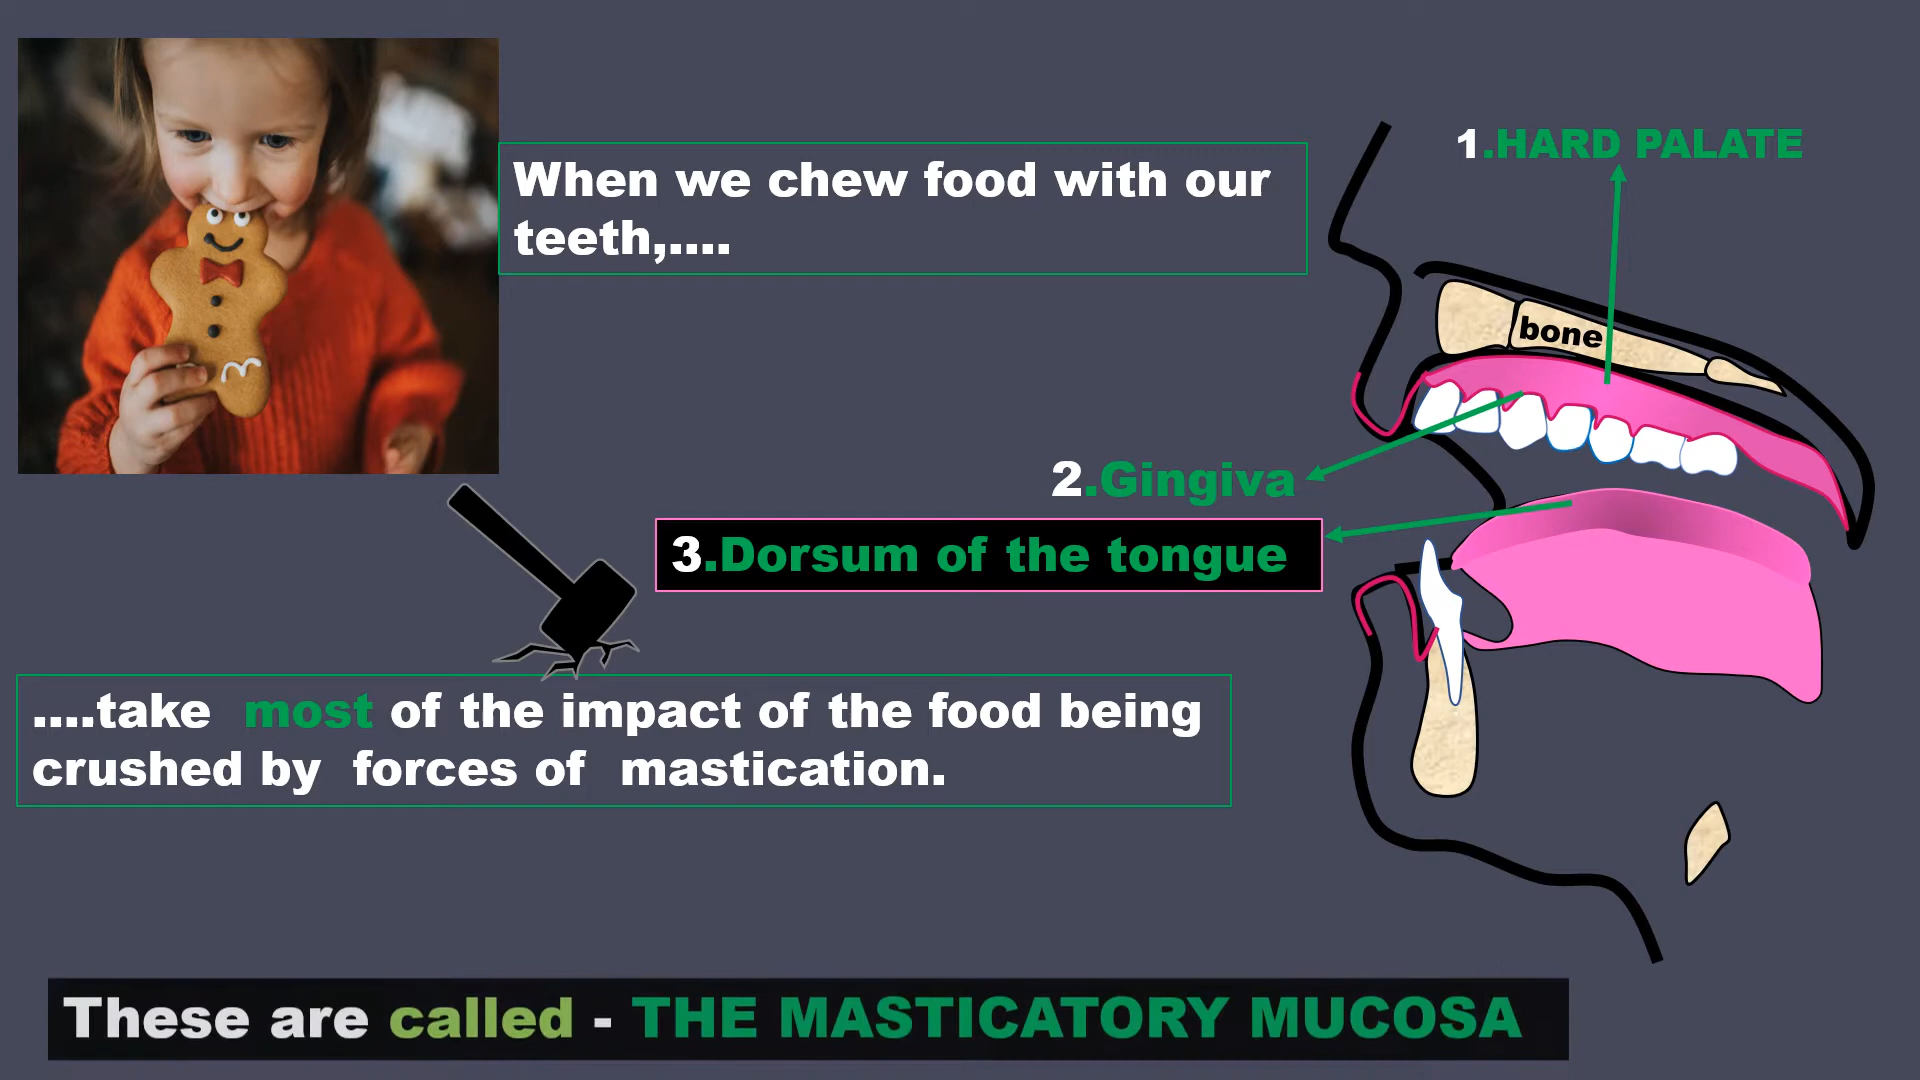 When we chew food with our
teeth,....
1.HARD PALATE
bone
2.Gingiva
3.Dorsum of the tongue
....take most of the impact of the food being
crushed by forces of mastication.
These are called - THE MASTICATORY MUCOSA